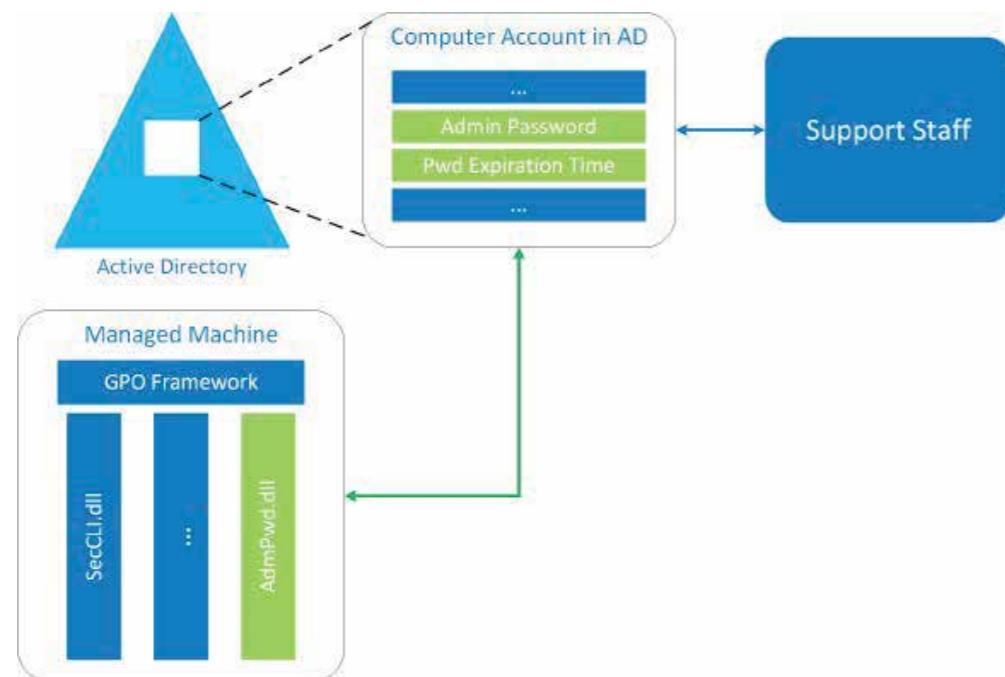 Computer Account in AD
...
Admin Password
Pwd Expiration Time
...
Support Staff
Active Directory
Managed Machine
GPO Framework
SecCLI.dll
...
AdmPwd.dll